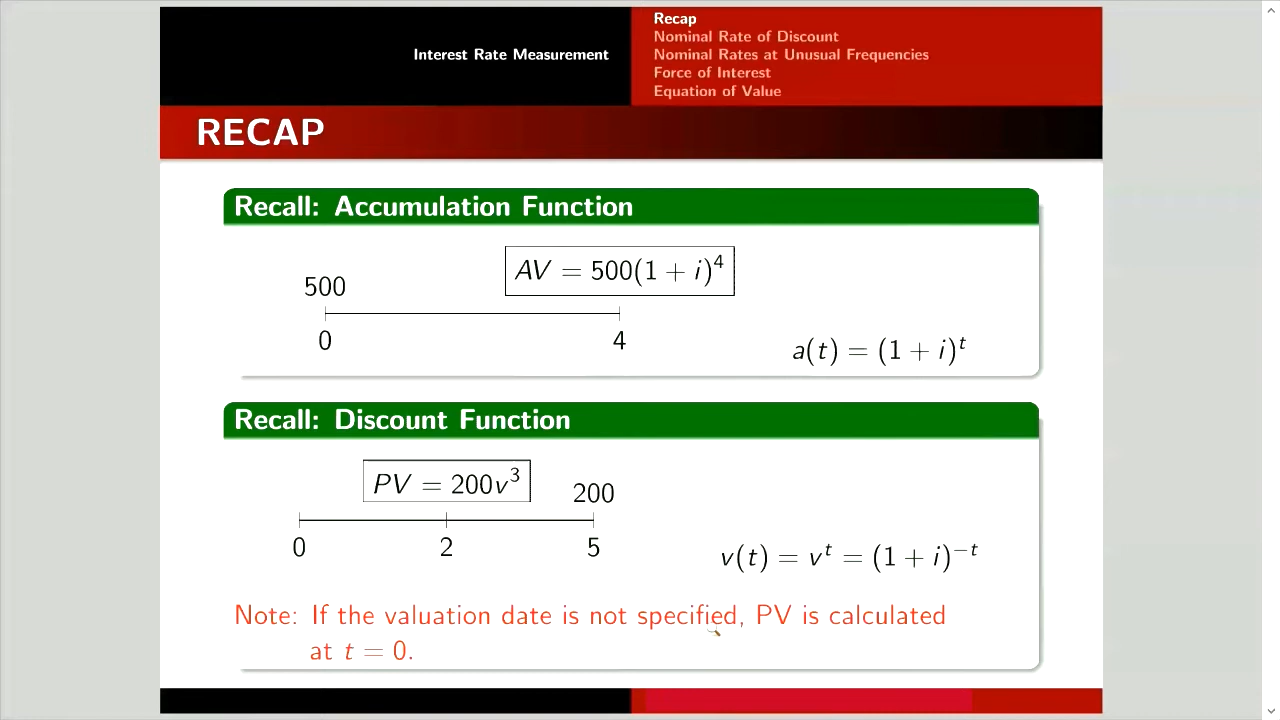 Interest Rate Measurement
Recap
Nominal Rate of Discount
Nominal Rates at Unusual Frequencies
Force of Interest
Equation of Value
RECAP
Recall: Accumulation Function
AV = 500(1 + i)^4
500
0 4
a(t) = (1 + i)^t
Recall: Discount Function
PV = 200v^3
200
0 2 5
v(t) = v^t = (1 + i)^{-t}
Note: If the valuation date is not specified, PV is calculated
at t = 0.